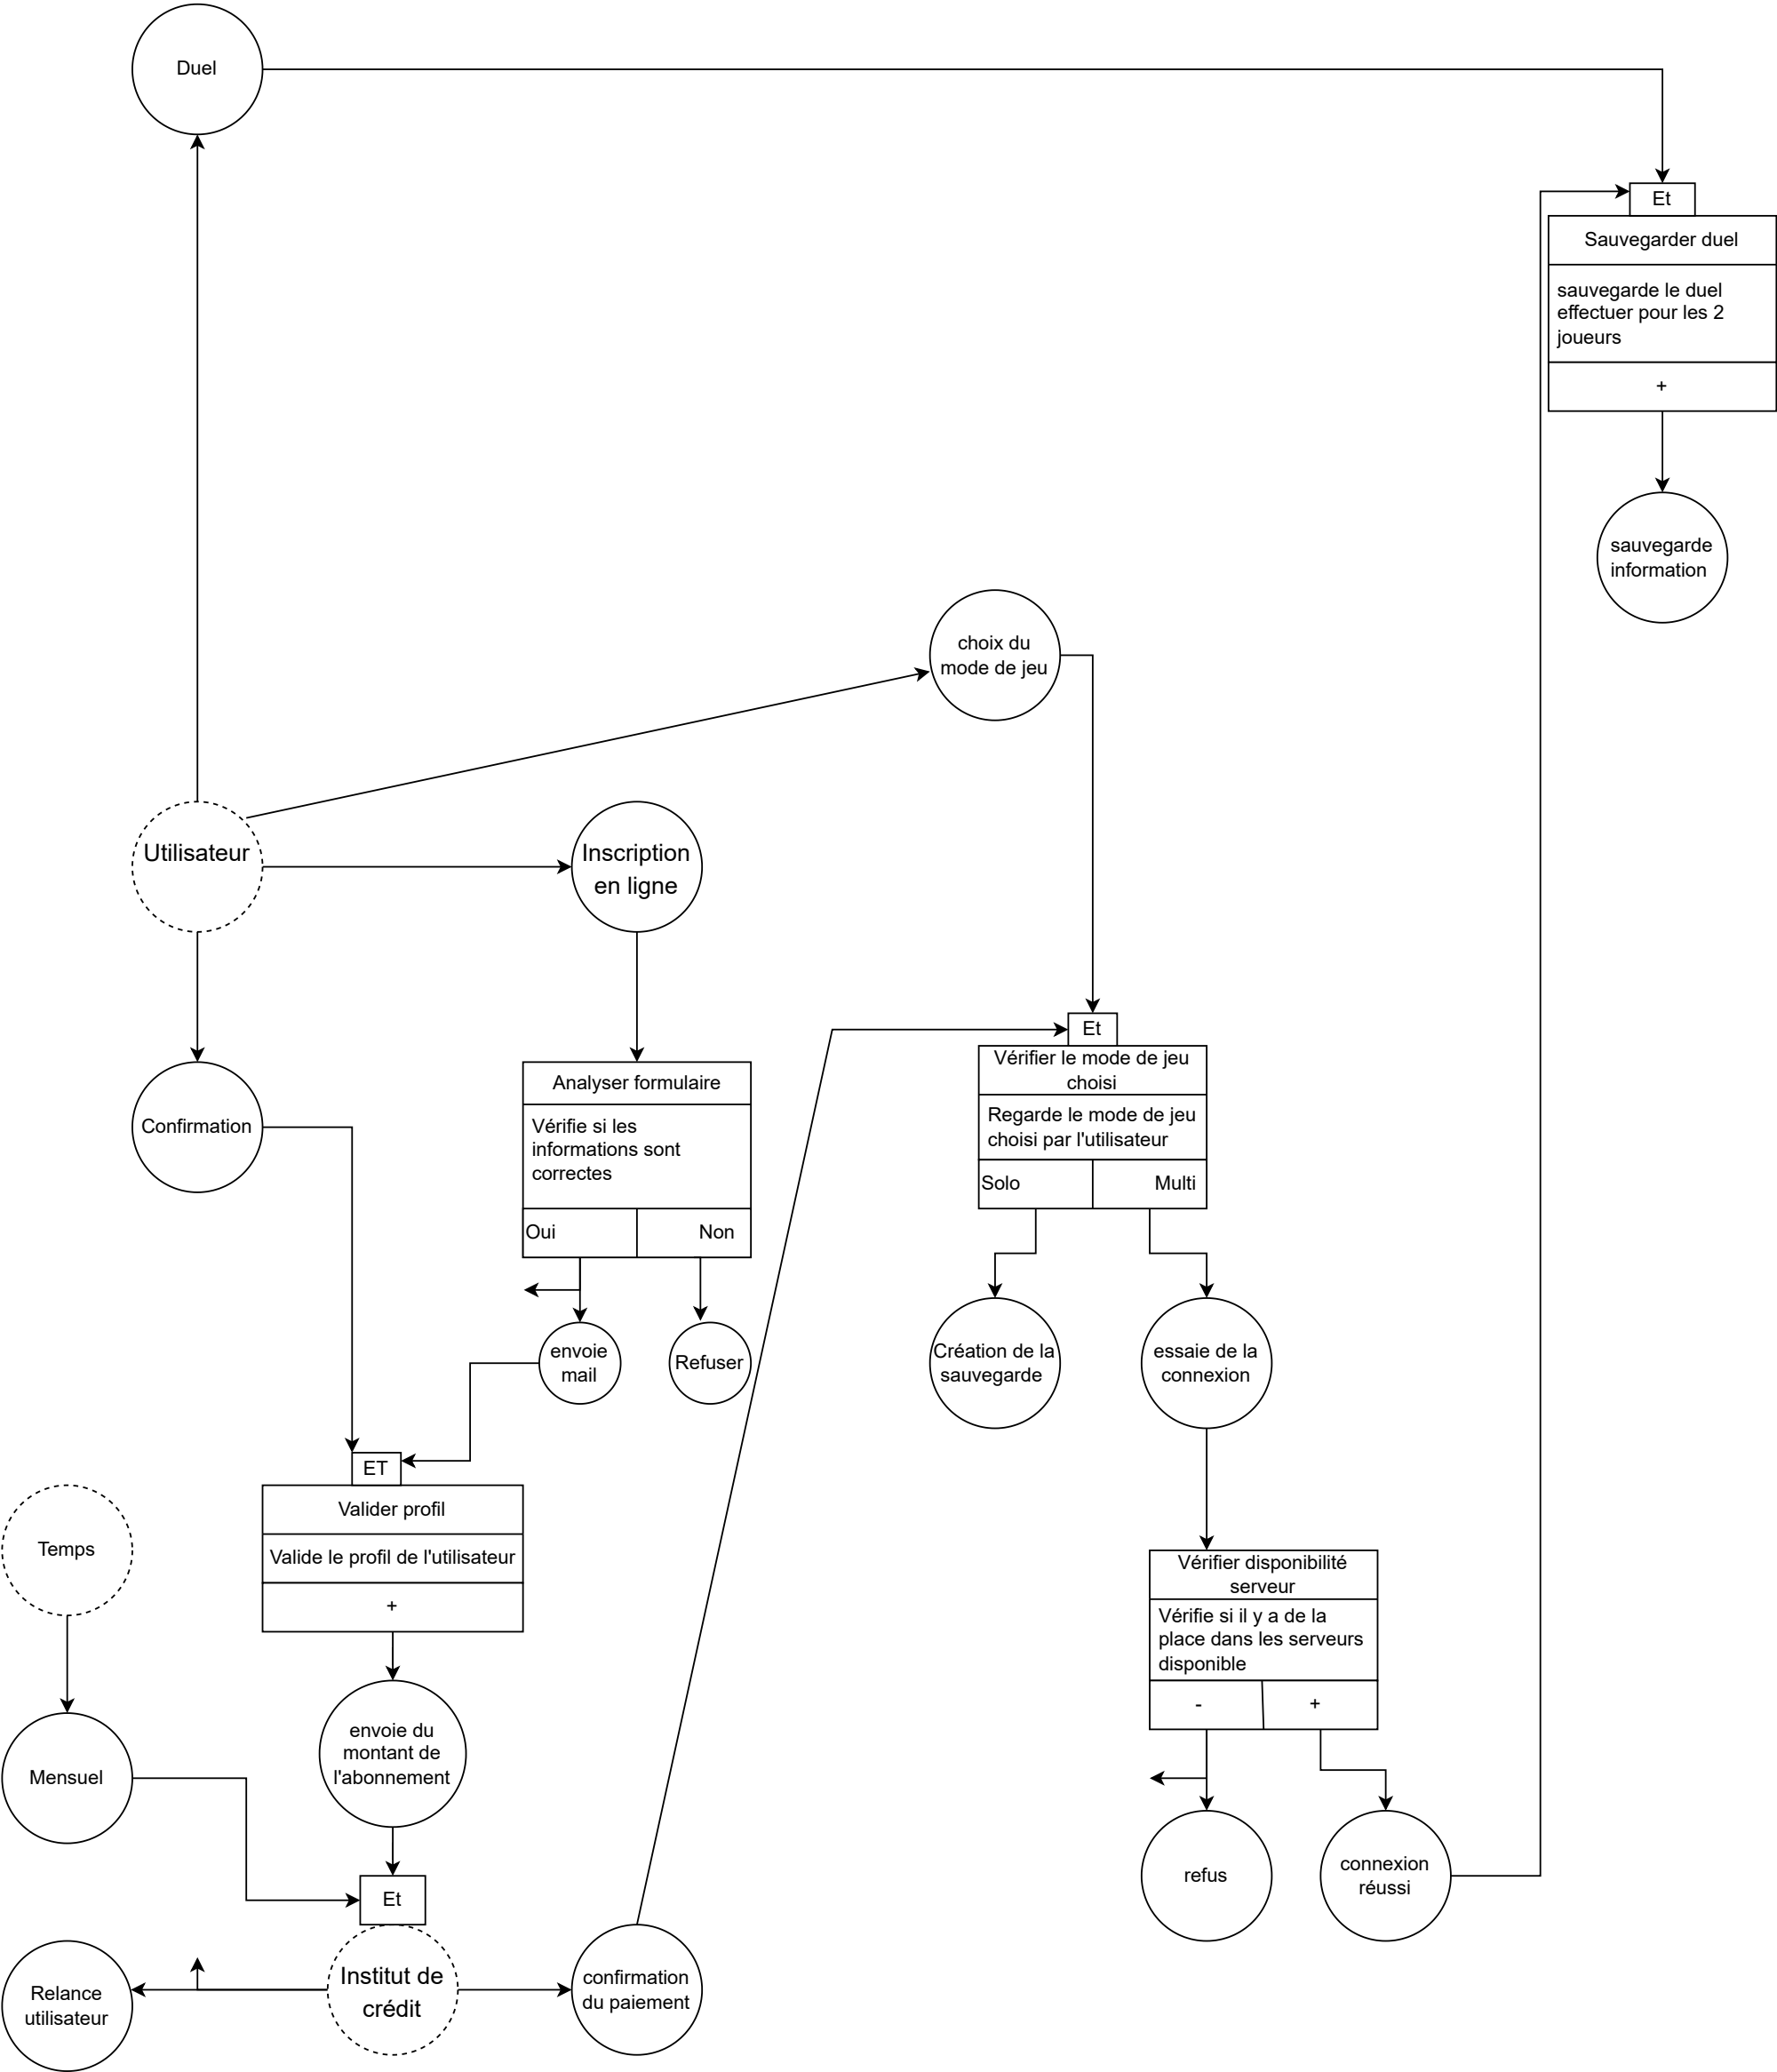 Duel
Et
Sauvegarder duel
sauvegarde le duel
effectuer pour les 2
joueurs
+
sauvegarde
information
choix du
mode de jeu
Utilisateur
Inscription
en ligne
Et
Vérifier le mode de jeu
choisi
Regarde le mode de jeu
choisi par l'utilisateur
Solo
Multi
Confirmation
Analyser formulaire
Vérifie si les
informations sont
correctes
Oui
Non
envoie
mail
Refuser
Création de la
sauvegarde
essaie de la
connexion
ET
Valider profil
Valide le profil de l'utilisateur
+
Temps
Vérifier disponibilité
serveur
Vérifie si il y a de la
place dans les serveurs
disponible
-
+
envoie du
montant de
l'abonnement
Mensuel
Et
refus
connexion
réussi
Relance
utilisateur
Institut de
crédit
confirmation
du paiement